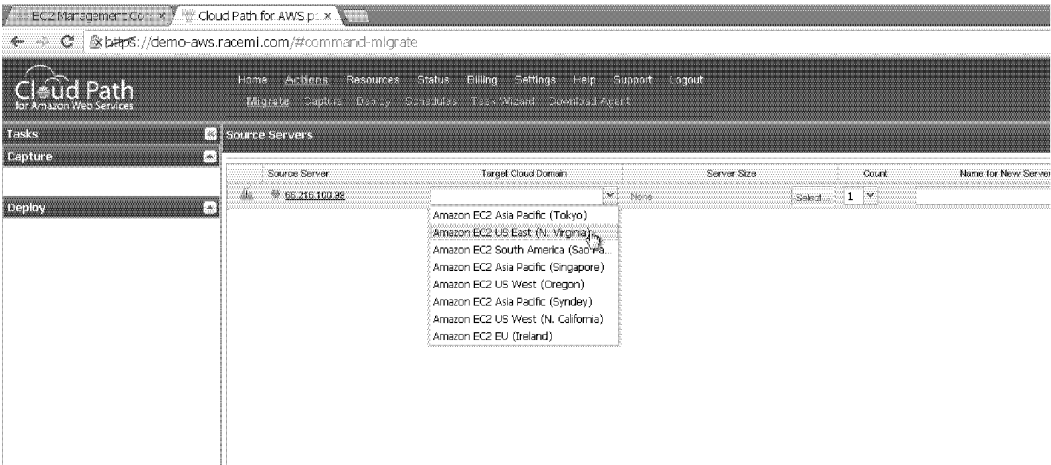 EC2 Management Co
Cloud Path for AWS p
https://demo-aws.racemi.com/#command-migrate
Cloud Path
for Amazon Web Services
Home Actions Resources Status Billing Settings Help Support Logout
Migrate Capture Deploy Schedules Task Wizard Download Agent
Tasks
Source Servers
Capture
Deploy
Source Server Target Cloud Domain Server Size Count Name for New Server
66.216.100.98 None Select... 1
Amazon EC2 Asia Pacific (Tokyo)
Amazon EC2 US East (N. Virginia)
Amazon EC2 South America (Sao Pa...
Amazon EC2 Asia Pacific (Singapore)
Amazon EC2 US West (Oregon)
Amazon EC2 Asia Pacific (Syndey)
Amazon EC2 US West (N. California)
Amazon EC2 EU (Ireland)